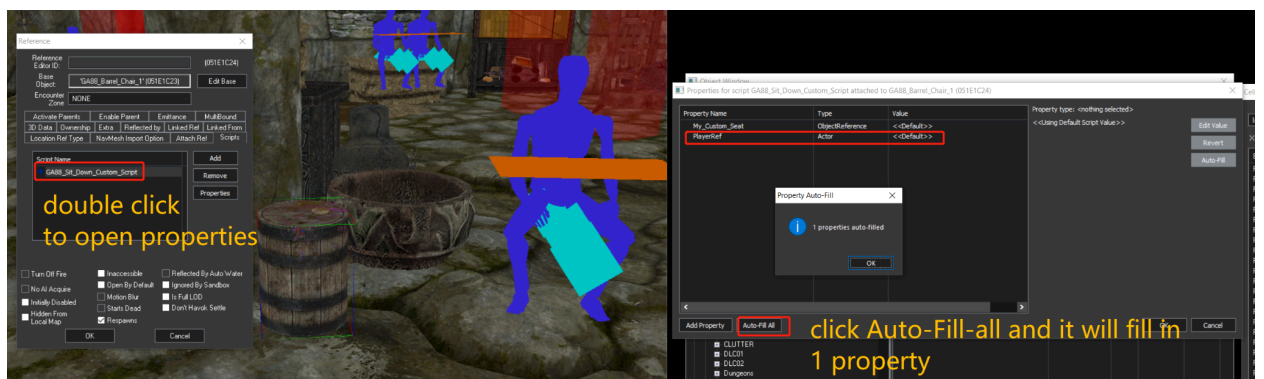 Reference
Reference Editor ID:
(051E1C24)
Base Object:
'GA88_Barrel_Chair_1' (051E1C23)
Edit Base
Encounter Zone
NONE
Activate Parents
Enable Parent
Emittance
MultiBound
3D Data
Ownership
Extra
Reflected by
Linked Ref
Linked From
Location Ref Type
NavMesh Import Option
Attach Ref
Scripts
Script Name
Add
GA88_Sit_Down_Custom_Script
Remove
Properties
double click
to open properties
Turn Off Fire
Inaccessible
Reflected By Auto Water
No AI Acquire
Open By Default
Ignored By Sandbox
Initially Disabled
Motion Blur
Is Full LOD
Hidden From Local Map
Starts Dead
Don't Havok Settle
Respawns
OK
Cancel
Object Window
Properties for script GA88_Sit_Down_Custom_Script attached to GA88_Barrel_Chair_1 (051E1C24)
Cel
Property Name
Type
Value
My_Custom_Seat
ObjectReference
<<Default>>
PlayerRef
Actor
<<Default>>
Property type: <nothing selected>
<<Using Default Script Value>>
Edit Value
Revert
Auto-Fill
Property Auto-Fill
1 properties auto-filled
OK
Add Property
Auto-Fill All
OK
Cancel
click Auto-Fill-all and it will fill in
1 property
CLUTTER
DLC01
DLC02
Dungeons